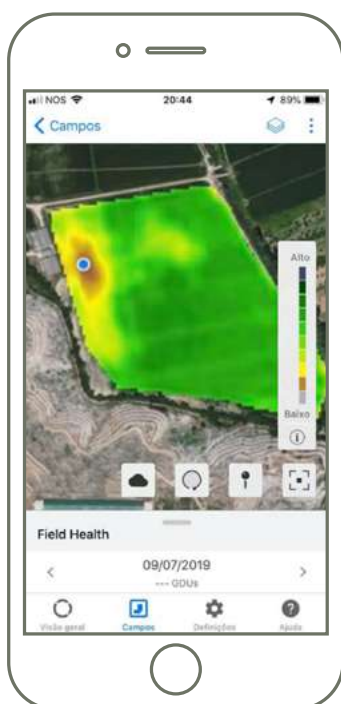 NOS 20:44 89%
Campos
Alto
Baixo
Field Health
09/07/2019
--- GDUs
Visão geral Campos Definições Ajuda